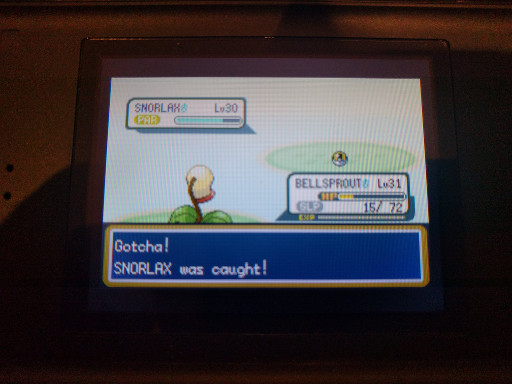 SNORLAX♂ Lv30
PAR
BELLSPROUT♂ Lv31
HP
SLP 15/ 72
EXP
Gotcha!
SNORLAX was caught!